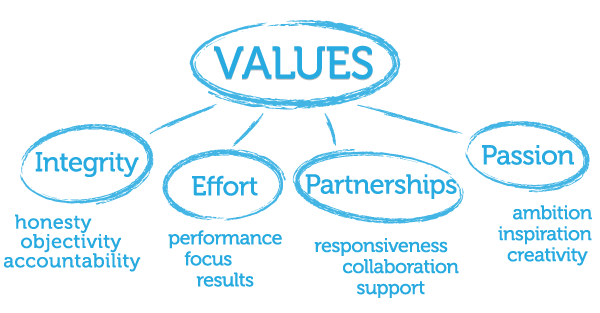 VALUES
Integrity
honesty
objectivity
accountability
Effort
performance
focus
results
Partnerships
responsiveness
collaboration
support
Passion
ambition
inspiration
creativity